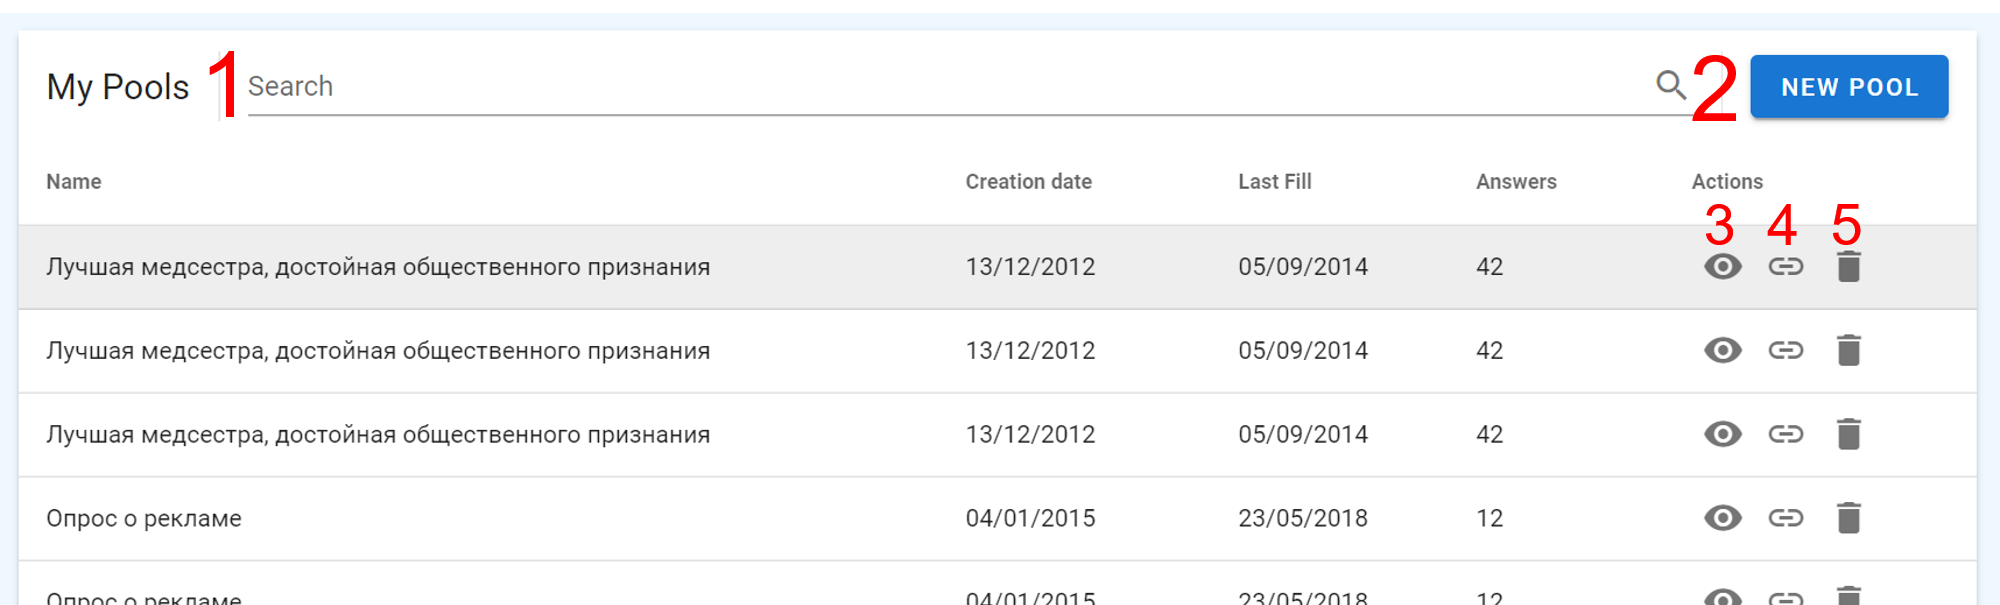 My Pools 1 Search 2 NEW POOL
Name Creation date Last Fill Answers Actions
3 4 5
Лучшая медсестра, достойная общественного признания 13/12/2012 05/09/2014 42
Лучшая медсестра, достойная общественного признания 13/12/2012 05/09/2014 42
Лучшая медсестра, достойная общественного признания 13/12/2012 05/09/2014 42
Опрос о рекламе 04/01/2015 23/05/2018 12
Опрос о рекламе 04/01/2015 23/05/2018 12